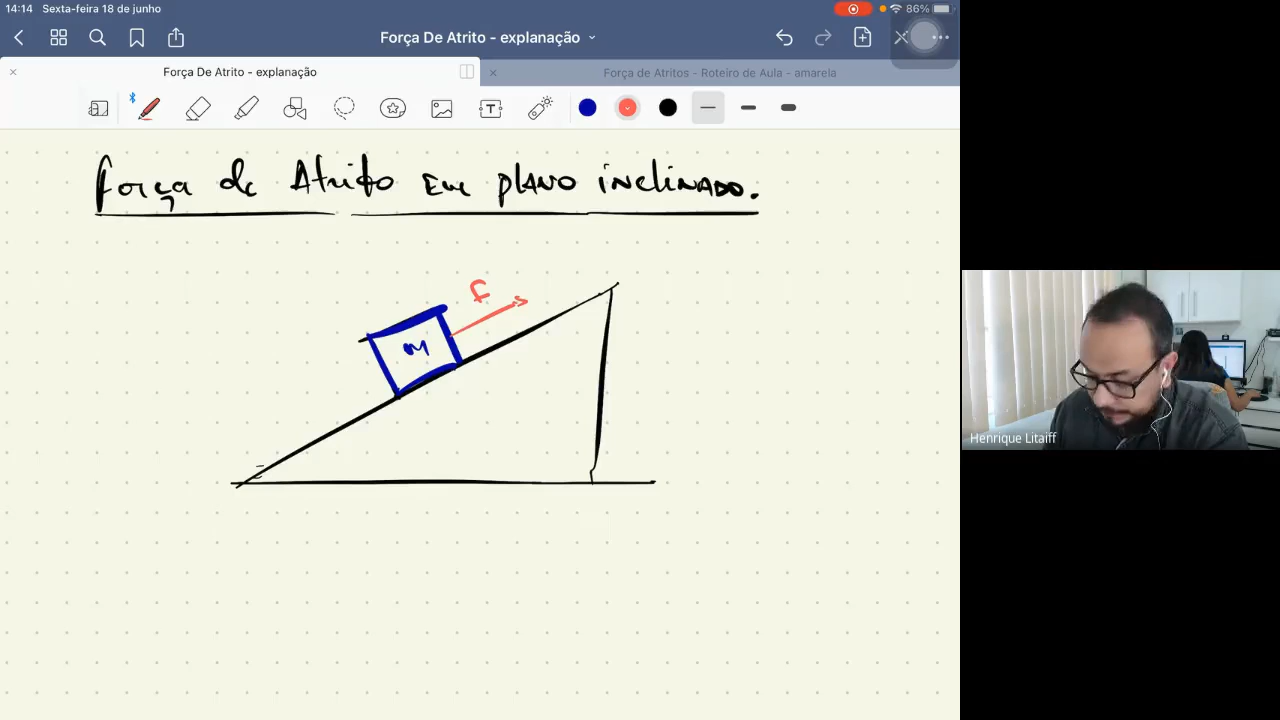 14:14 Sexta-feira 18 de junho 86%
Força De Atrito - explanação
Força De Atrito - explanação Força de Atritos - Roteiro de Aula - amarela
T
Força de Atrito em plano inclinado.
F
M
Henrique Litaiff